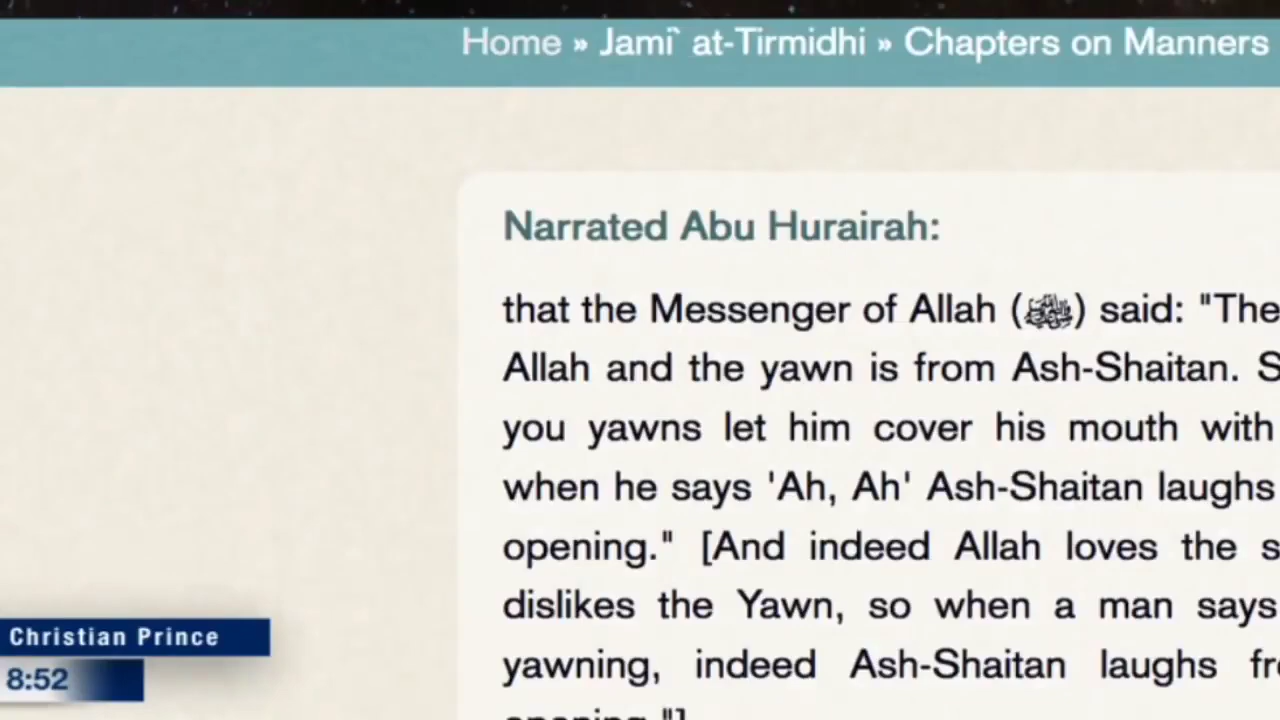 Home » Jami` at-Tirmidhi » Chapters on Manners
Narrated Abu Hurairah:
that the Messenger of Allah (ﷺ) said: "The
Allah and the yawn is from Ash-Shaitan. S
you yawns let him cover his mouth with
when he says 'Ah, Ah' Ash-Shaitan laughs
opening." [And indeed Allah loves the s
dislikes the Yawn, so when a man says
yawning, indeed Ash-Shaitan laughs fr
opening."]
Christian Prince
8:52